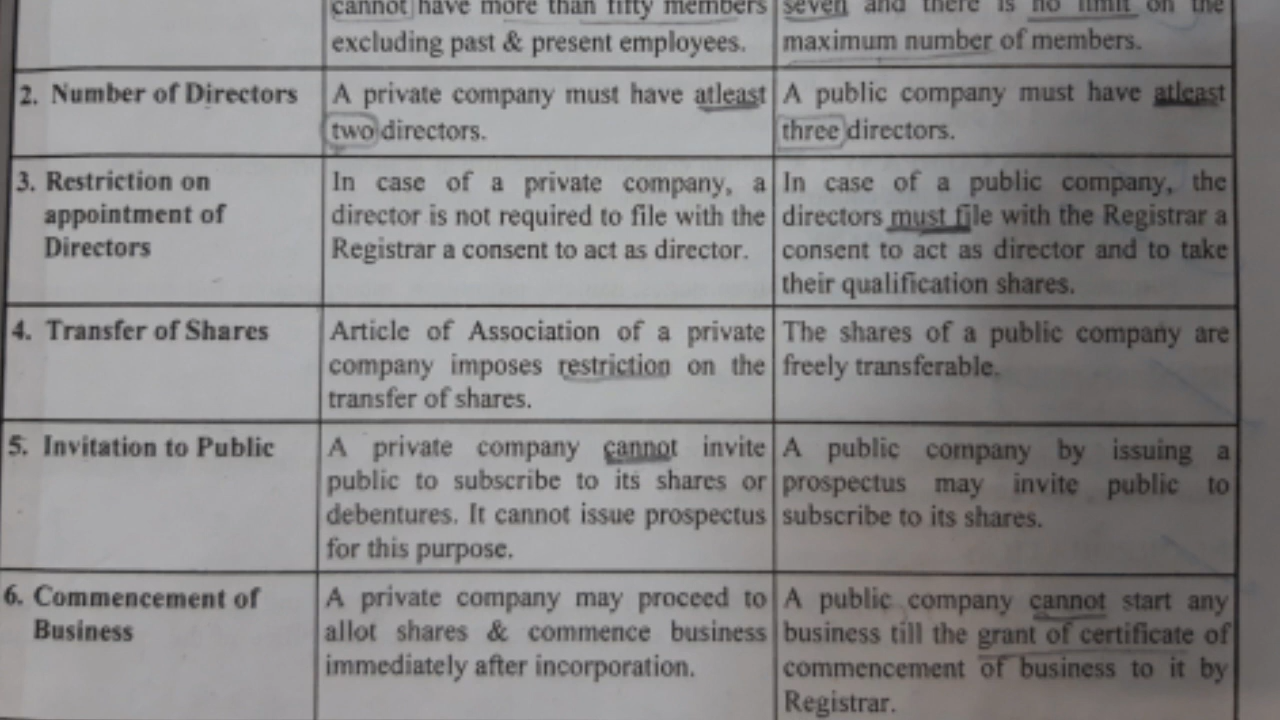 cannot have more than fifty members
excluding past & present employees.
seven and there is no limit on the
maximum number of members.
2. Number of Directors
A private company must have atleast
two directors.
A public company must have atleast
three directors.
3. Restriction on
appointment of
Directors
In case of a private company, a
director is not required to file with the
Registrar a consent to act as director.
In case of a public company, the
directors must file with the Registrar a
consent to act as director and to take
their qualification shares.
4. Transfer of Shares
Article of Association of a private
company imposes restriction on the
transfer of shares.
The shares of a public company are
freely transferable.
5. Invitation to Public
A private company cannot invite
public to subscribe to its shares or
debentures. It cannot issue prospectus
for this purpose.
A public company by issuing a
prospectus may invite public to
subscribe to its shares.
6. Commencement of
Business
A private company may proceed to
allot shares & commence business
immediately after incorporation.
A public company cannot start any
business till the grant of certificate of
commencement of business to it by
Registrar.